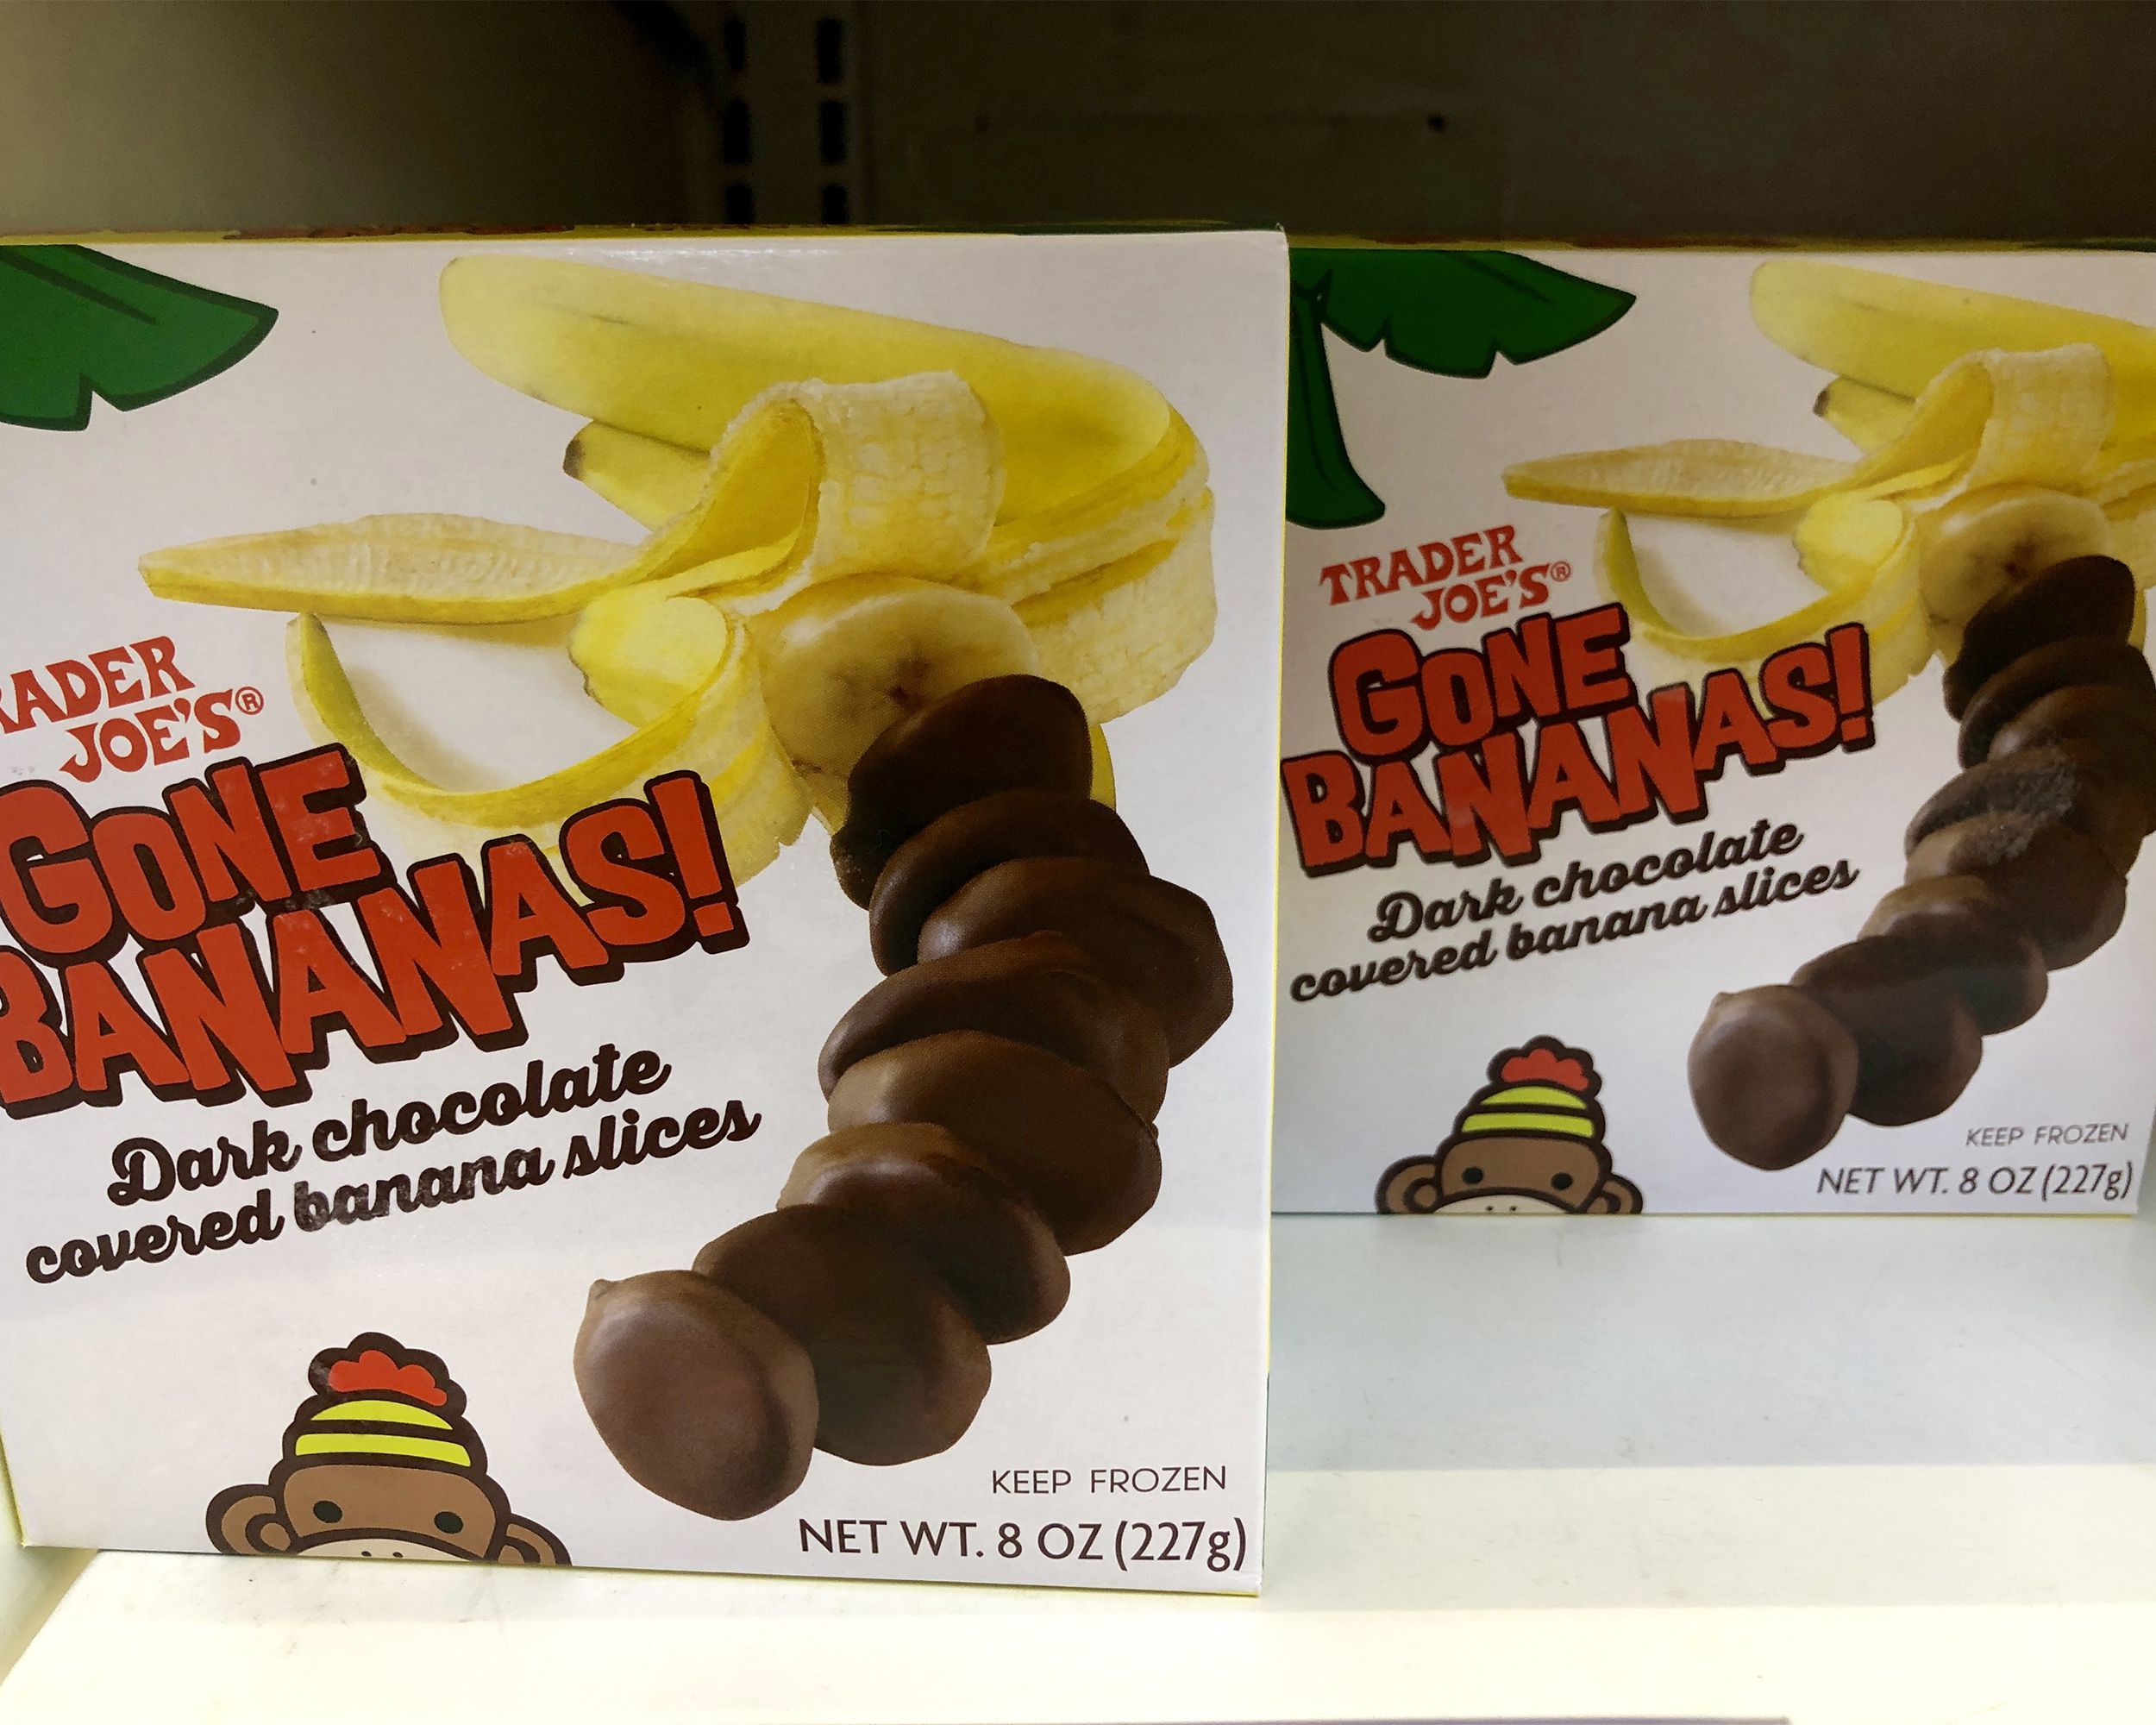 RADER
JOE'S®
GONE
BANANAS!
Dark chocolate
covered banana slices
KEEP FROZEN
NET WT. 8 OZ (227g)
TRADER
JOE'S®
GONE
BANANAS!
Dark chocolate
covered banana slices
KEEP FROZEN
NET WT. 8 OZ (227g)